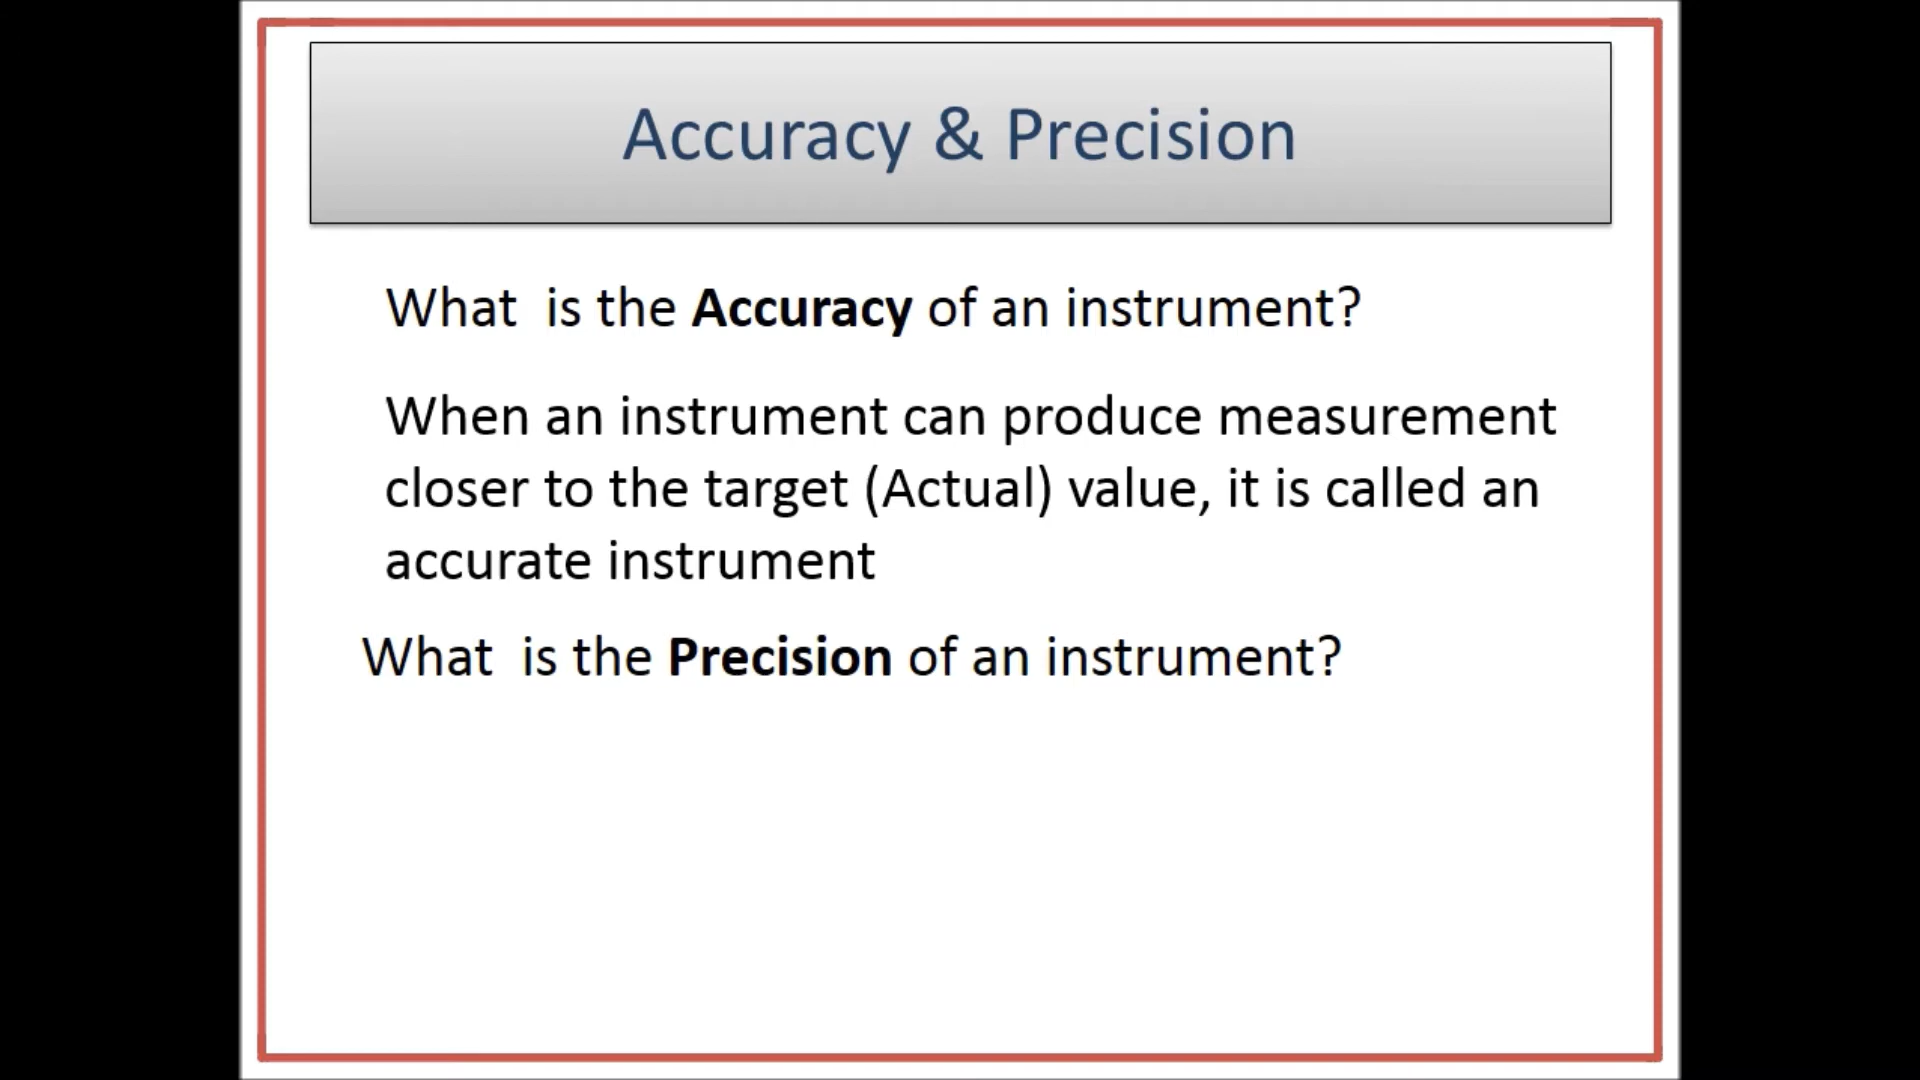 Accuracy & Precision
What is the Accuracy of an instrument?
When an instrument can produce measurement
closer to the target (Actual) value, it is called an
accurate instrument
What is the Precision of an instrument?